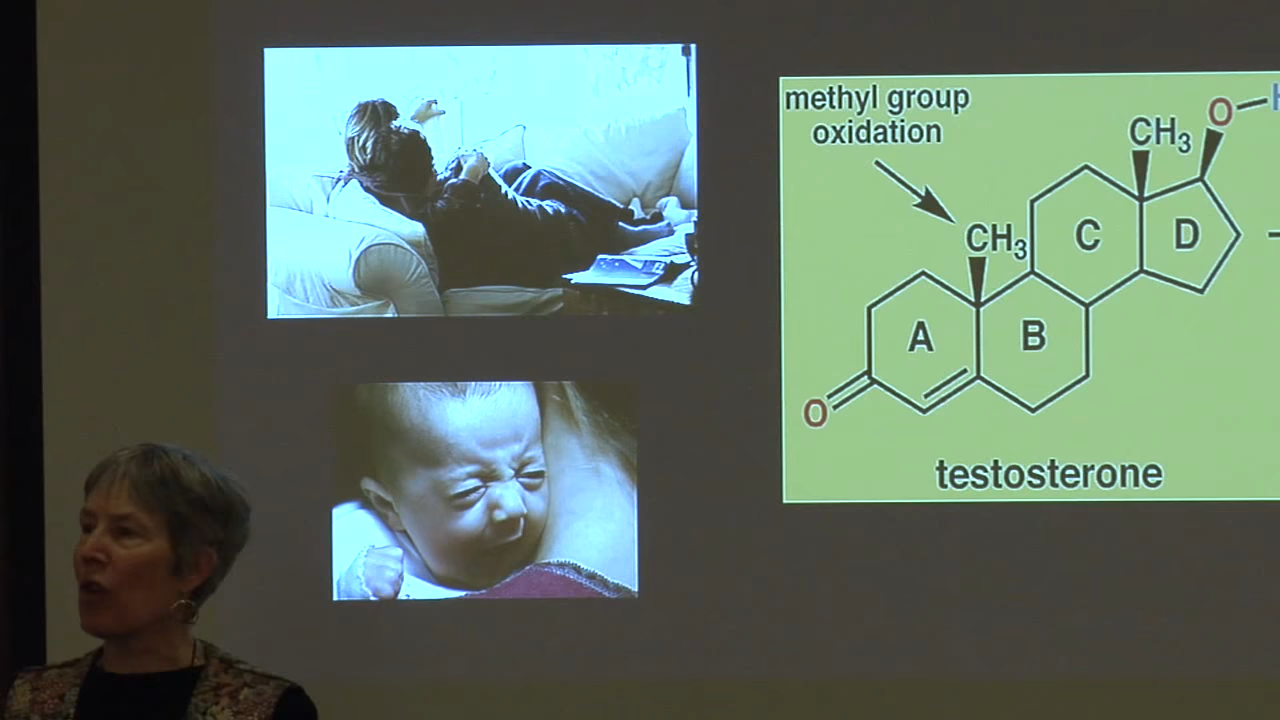 methyl group
oxidation
CH3
O
H
CH3
C
D
A
B
O
testosterone